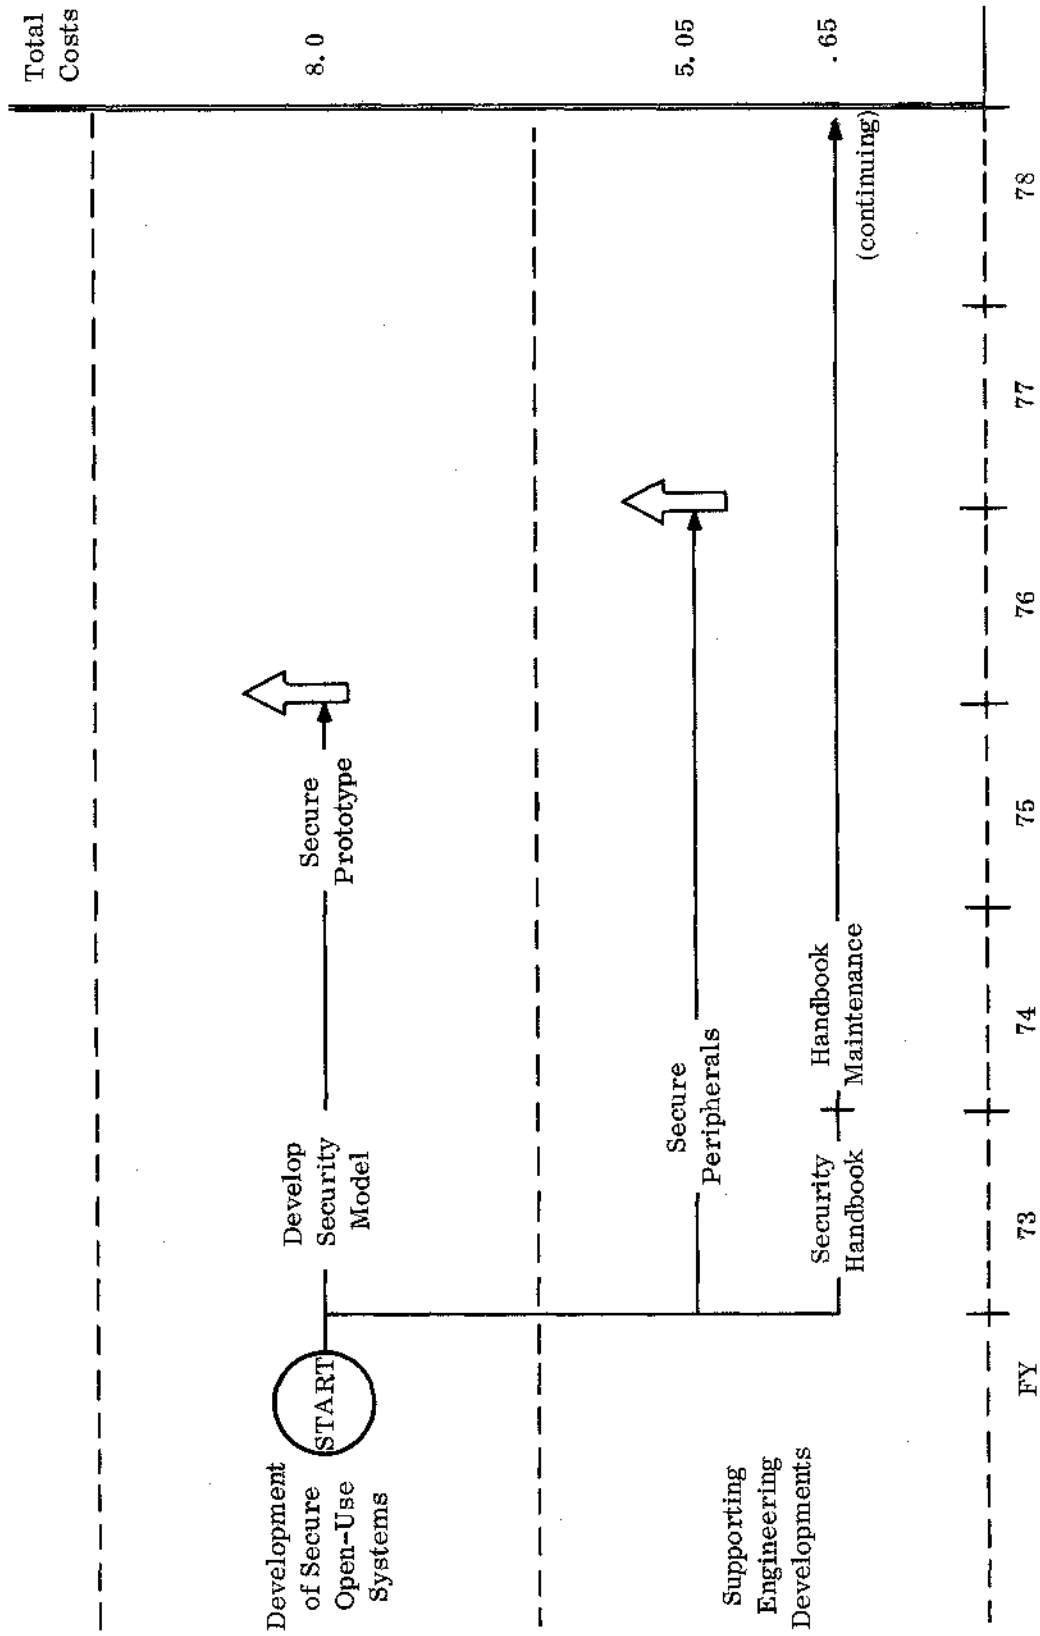 Total
Costs
Development
of Secure
Open-Use
Systems
START
Develop
Security
Model
Secure
Prototype
8.0
Supporting
Engineering
Developments
Secure
Peripherals
5.05
Security
Handbook
Handbook
Maintenance
(continuing)
.65
FY
73
74
75
76
77
78